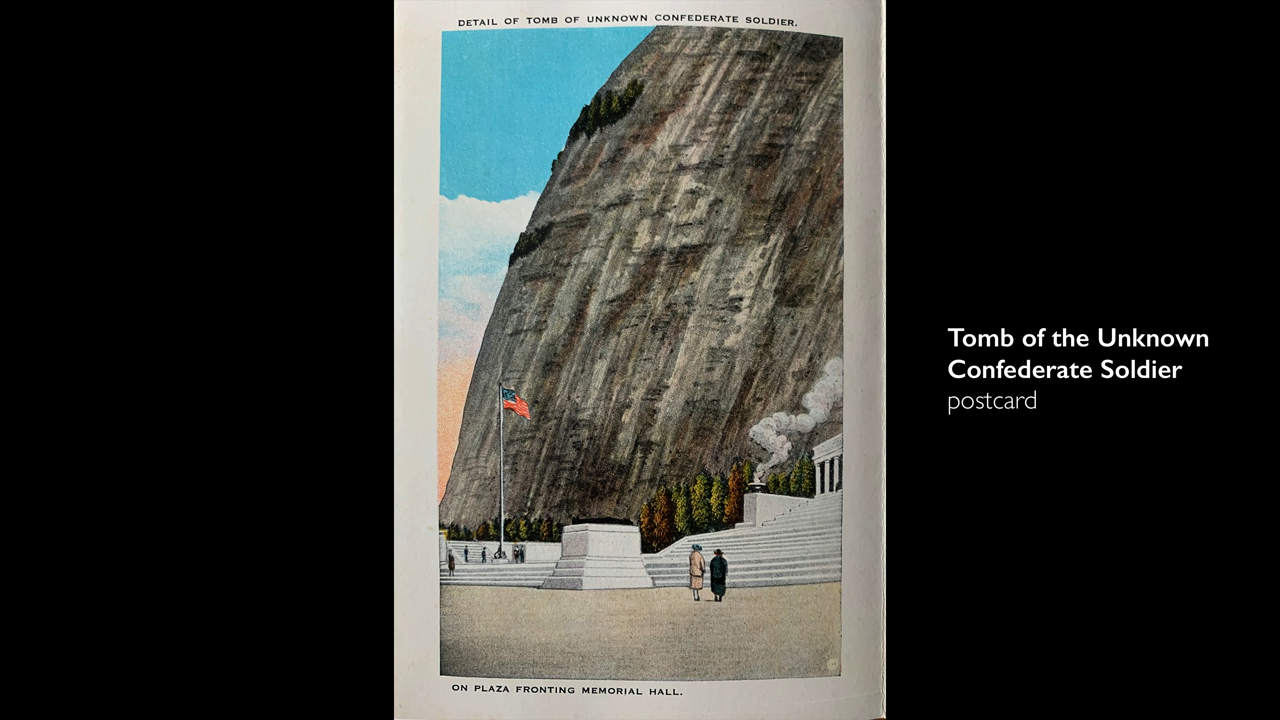 DETAIL OF TOMB OF UNKNOWN CONFEDERATE SOLDIER.
Tomb of the Unknown
Confederate Soldier
postcard
ON PLAZA FRONTING MEMORIAL HALL.